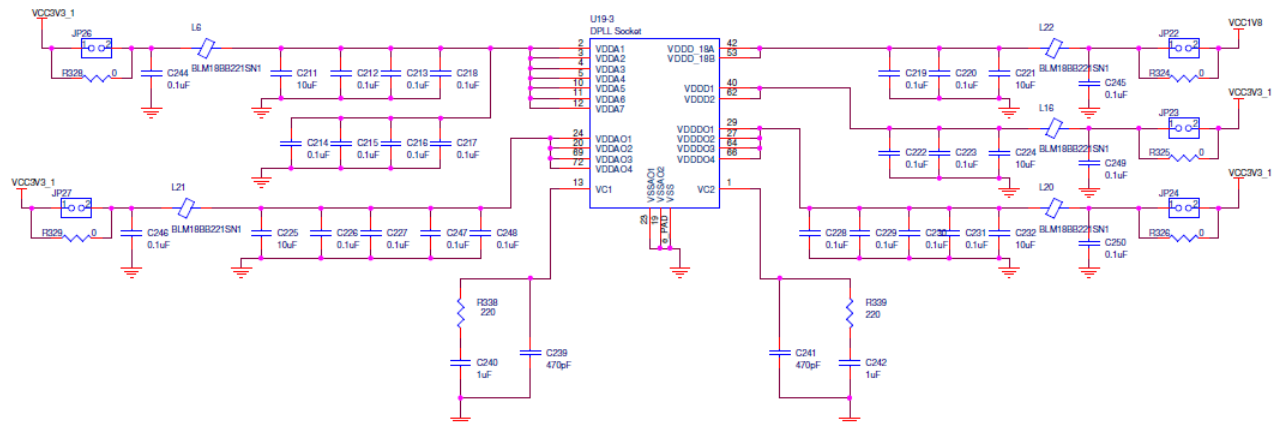 U19-3
DPLL Socket
VCC3V3_1
JP26
1 2
R328 0
L6
BLM18BB221SN1
C244
0.1uF
C211
10uF
C212
0.1uF
C213
0.1uF
C218
0.1uF
C214
0.1uF
C215
0.1uF
C216
0.1uF
C217
0.1uF
2 VDDA1
3 VDDA2
4 VDDA3
5 VDDA4
10 VDDA5
11 VDDA6
12 VDDA7
24 VDDAO1
20 VDDAO2
69 VDDAO3
72 VDDAO4
13 VC1
VDDD_18A 42
VDDD_18B 53
VDDD1 40
VDDD2 62
VDDDO1 29
VDDDO2 27
VDDDO3 64
VDDDO4 66
VC2 1
VSSAO1
VSSAO2
VSS
23
19
e_PAD
VCC3V3_1
JP27
1 2
R329 0
L21
BLM18BB221SN1
C246
0.1uF
C225
10uF
C226
0.1uF
C227
0.1uF
C247
0.1uF
C248
0.1uF
L22
BLM18BB221SN1
JP22
1 2
VCC1V8
R324 0
C219
0.1uF
C220
0.1uF
C221
10uF
C245
0.1uF
L16
BLM18BB221SN1
JP23
1 2
VCC3V3_1
R325 0
C222
0.1uF
C223
0.1uF
C224
10uF
C249
0.1uF
L20
BLM18BB221SN1
JP24
1 2
VCC3V3_1
R326 0
C228
0.1uF
C229
0.1uF
C230
0.1uF
C231
0.1uF
C232
10uF
C250
0.1uF
R338
220
C240
1uF
C239
470pF
C241
470pF
R339
220
C242
1uF